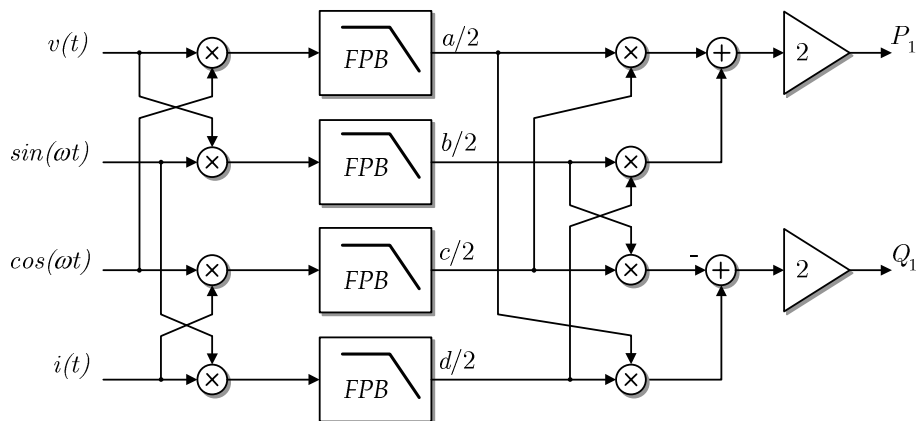 v(t) FPB a/2 2 P1
sin(ωt) FPB b/2
cos(ωt) FPB c/2 - 2 Q1
i(t) FPB d/2